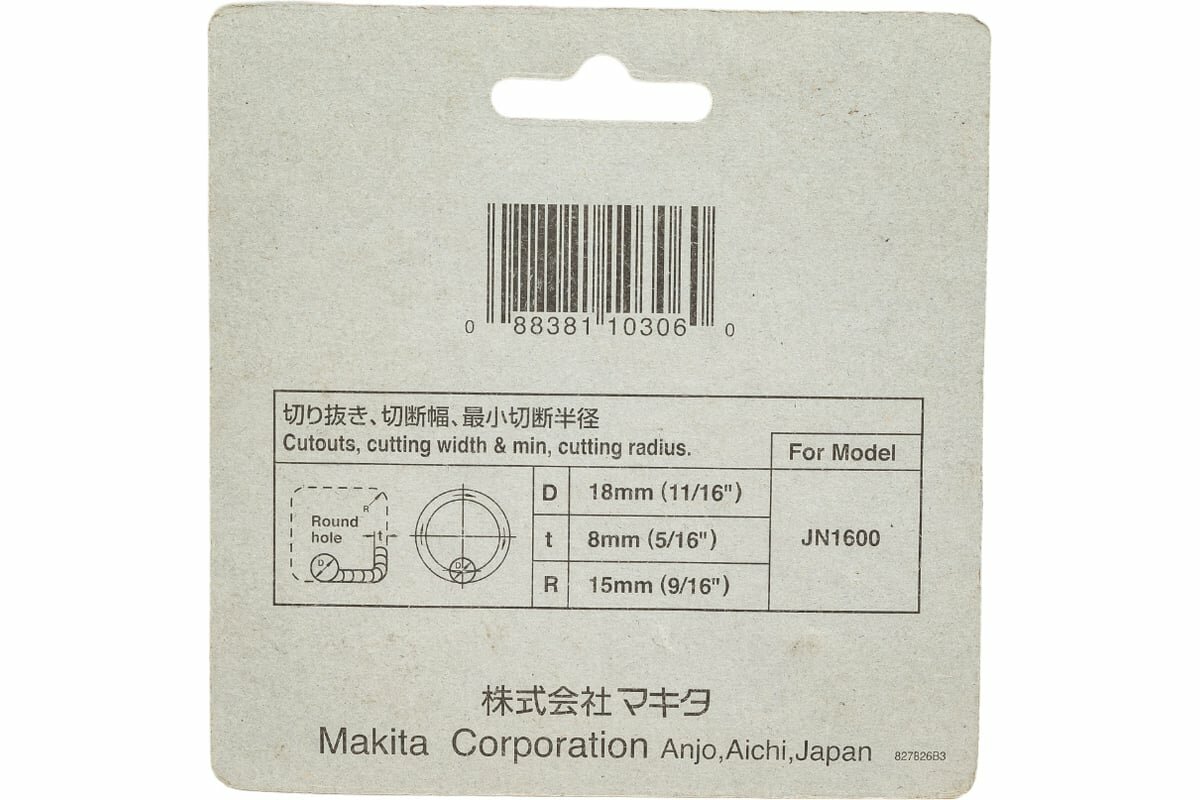 0 88381 10306 0
切り抜き、切断幅、最小切断半径
Cutouts, cutting width & min, cutting radius.
For Model
R
Round
hole
t
D
D
D 18mm (11/16")
t 8mm (5/16")
R 15mm (9/16")
JN1600
株式会社マキタ
Makita Corporation Anjo,Aichi,Japan 827826B3